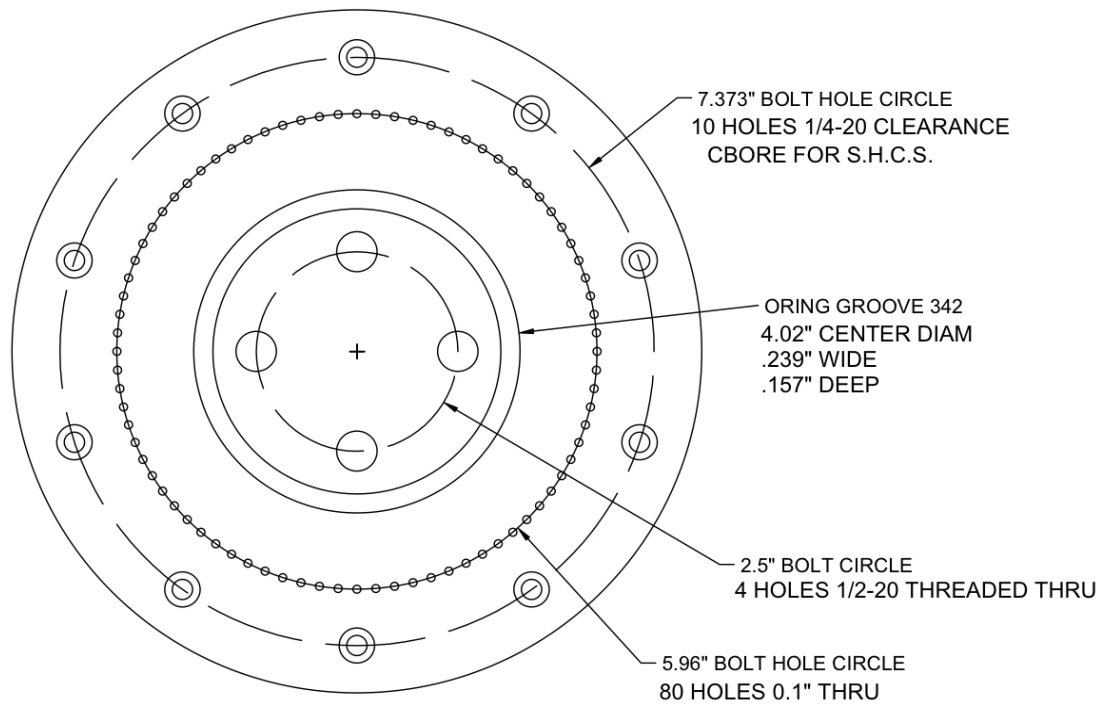 7.373" BOLT HOLE CIRCLE
10 HOLES 1/4-20 CLEARANCE
CBORE FOR S.H.C.S.
ORING GROOVE 342
4.02" CENTER DIAM
.239" WIDE
.157" DEEP
2.5" BOLT CIRCLE
4 HOLES 1/2-20 THREADED THRU
5.96" BOLT HOLE CIRCLE
80 HOLES 0.1" THRU